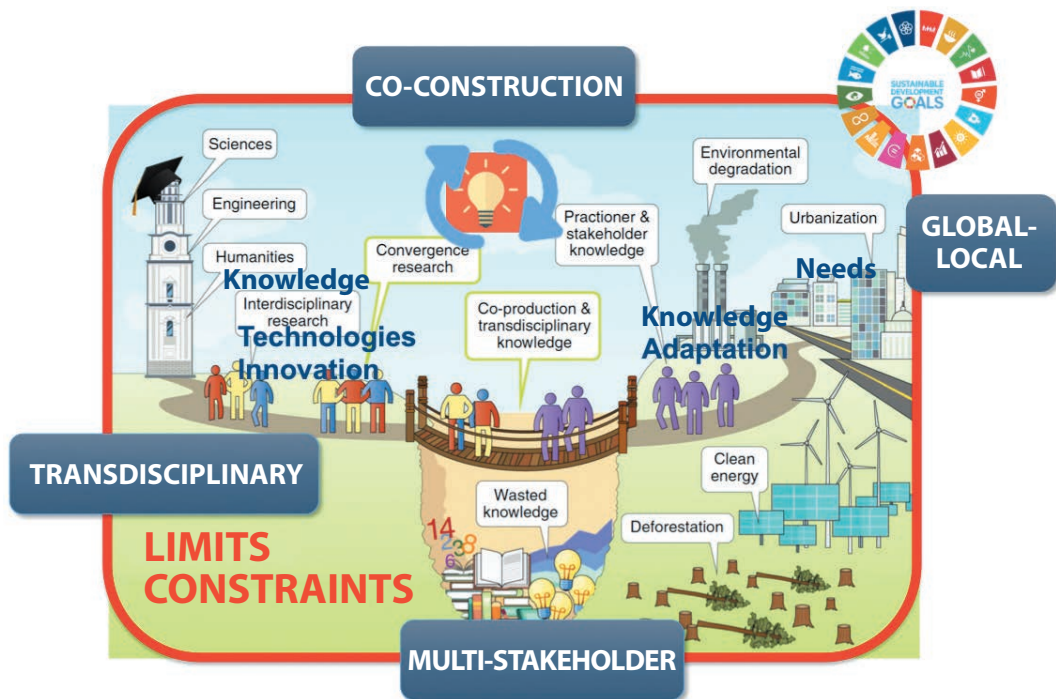 CO-CONSTRUCTION
SUSTAINABLE
DEVELOPMENT
GOALS
Sciences
Engineering
Humanities
Knowledge
Interdisciplinary
research
Technologies
Innovation
Convergence
research
Practioner &
stakeholder
knowledge
Co-production &
transdisciplinary
knowledge
Environmental
degradation
Urbanization
GLOBAL-
LOCAL
Needs
Knowledge
Adaptation
TRANSDISCIPLINARY
LIMITS
CONSTRAINTS
Wasted
knowledge
14
2
3
8
6
Clean
energy
Deforestation
MULTI-STAKEHOLDER